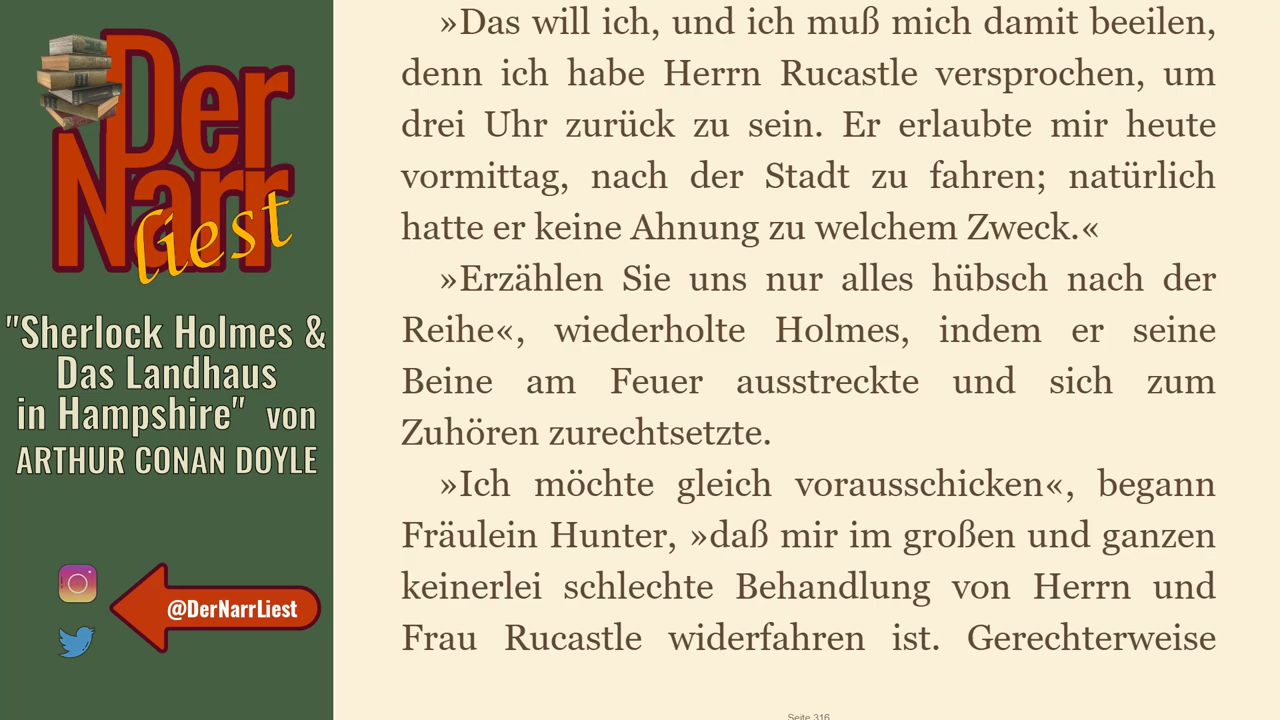 Der
Narr
liest
"Sherlock Holmes &
Das Landhaus
in Hampshire" von
ARTHUR CONAN DOYLE
@DerNarrLiest
»Das will ich, und ich muß mich damit beeilen,
denn ich habe Herrn Rucastle versprochen, um
drei Uhr zurück zu sein. Er erlaubte mir heute
vormittag, nach der Stadt zu fahren; natürlich
hatte er keine Ahnung zu welchem Zweck.«
»Erzählen Sie uns nur alles hübsch nach der
Reihe«, wiederholte Holmes, indem er seine
Beine am Feuer ausstreckte und sich zum
Zuhören zurechtsetzte.
»Ich möchte gleich vorausschicken«, begann
Fräulein Hunter, »daß mir im großen und ganzen
keinerlei schlechte Behandlung von Herrn und
Frau Rucastle widerfahren ist. Gerechterweise
Seite 316